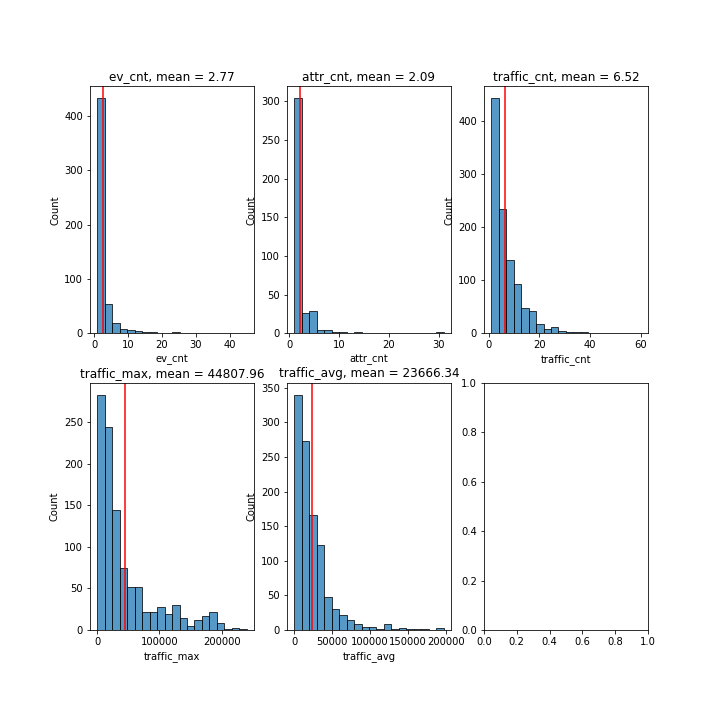 ev_cnt, mean = 2.77
400
300
200
100
0
Count
0 10 20 30 40
ev_cnt
attr_cnt, mean = 2.09
300
250
200
150
100
50
0
Count
0 10 20 30
attr_cnt
traffic_cnt, mean = 6.52
400
300
200
100
0
Count
0 20 40 60
traffic_cnt
traffic_max, mean = 44807.96
250
200
150
100
50
0
Count
0 100000 200000
traffic_max
traffic_avg, mean = 23666.34
350
300
250
200
150
100
50
0
Count
0 50000 100000 150000 200000
traffic_avg
1.0
0.8
0.6
0.4
0.2
0.0
0.0 0.2 0.4 0.6 0.8 1.0